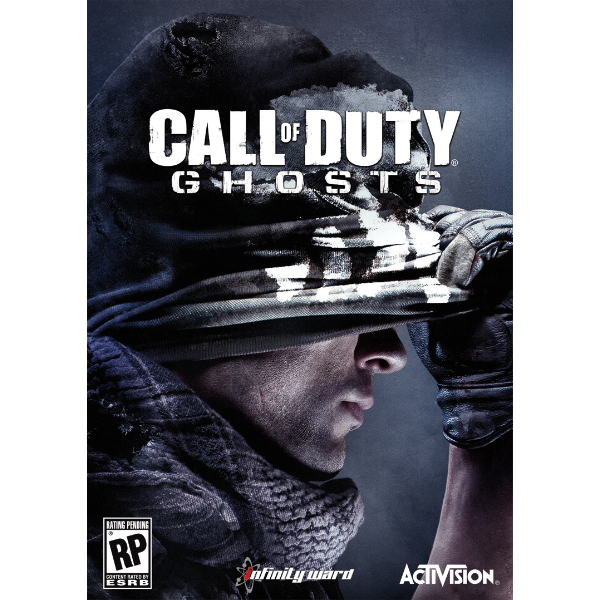 CALL OF DUTY®
GHOSTS
RATING PENDING
RP
CONTENT RATED BY
ESRB
infinity ward
ACTIVISION®